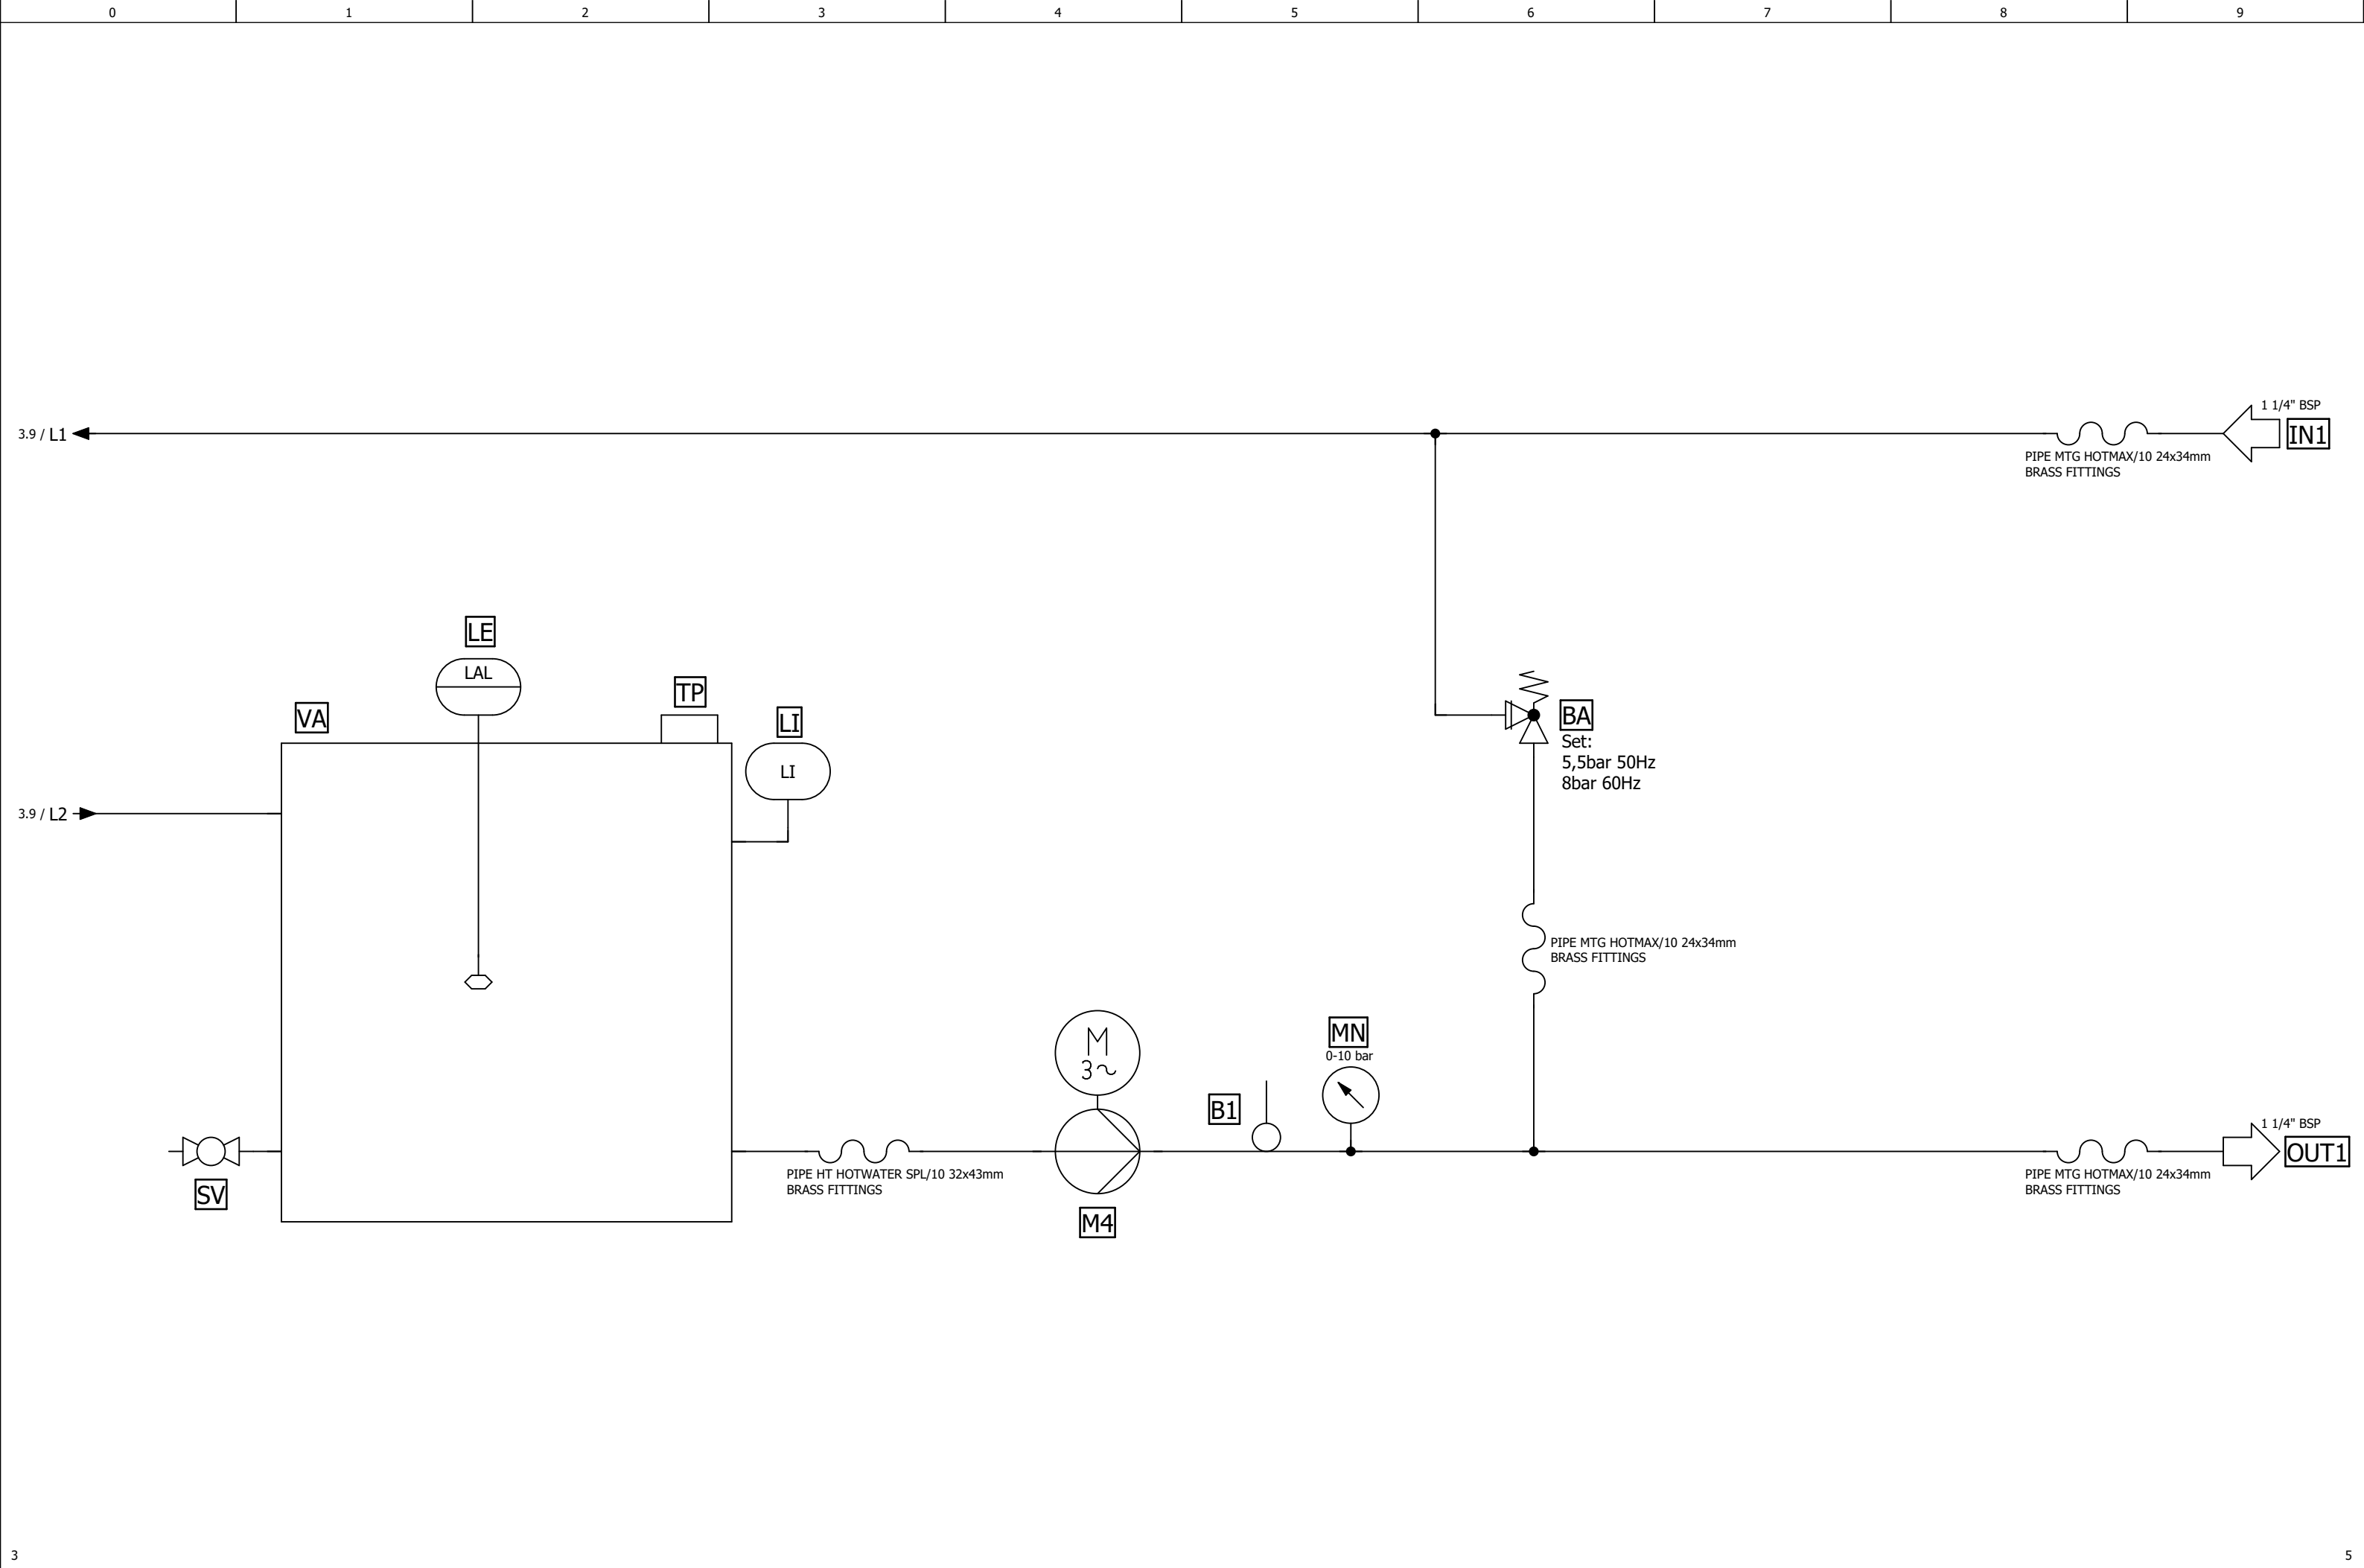 0 1 2 3 4 5 6 7 8 9
1 1/4" BSP
3.9 / L1
IN1
PIPE MTG HOTMAX/10 24x34mm
BRASS FITTINGS
LE
LAL
TP
VA
LI
LI
BA
Set:
5,5bar 50Hz
8bar 60Hz
3.9 / L2
PIPE MTG HOTMAX/10 24x34mm
BRASS FITTINGS
M
3~
MN
0-10 bar
B1
1 1/4" BSP
OUT1
PIPE HT HOTWATER SPL/10 32x43mm
BRASS FITTINGS
PIPE MTG HOTMAX/10 24x34mm
BRASS FITTINGS
SV
M4
3
5